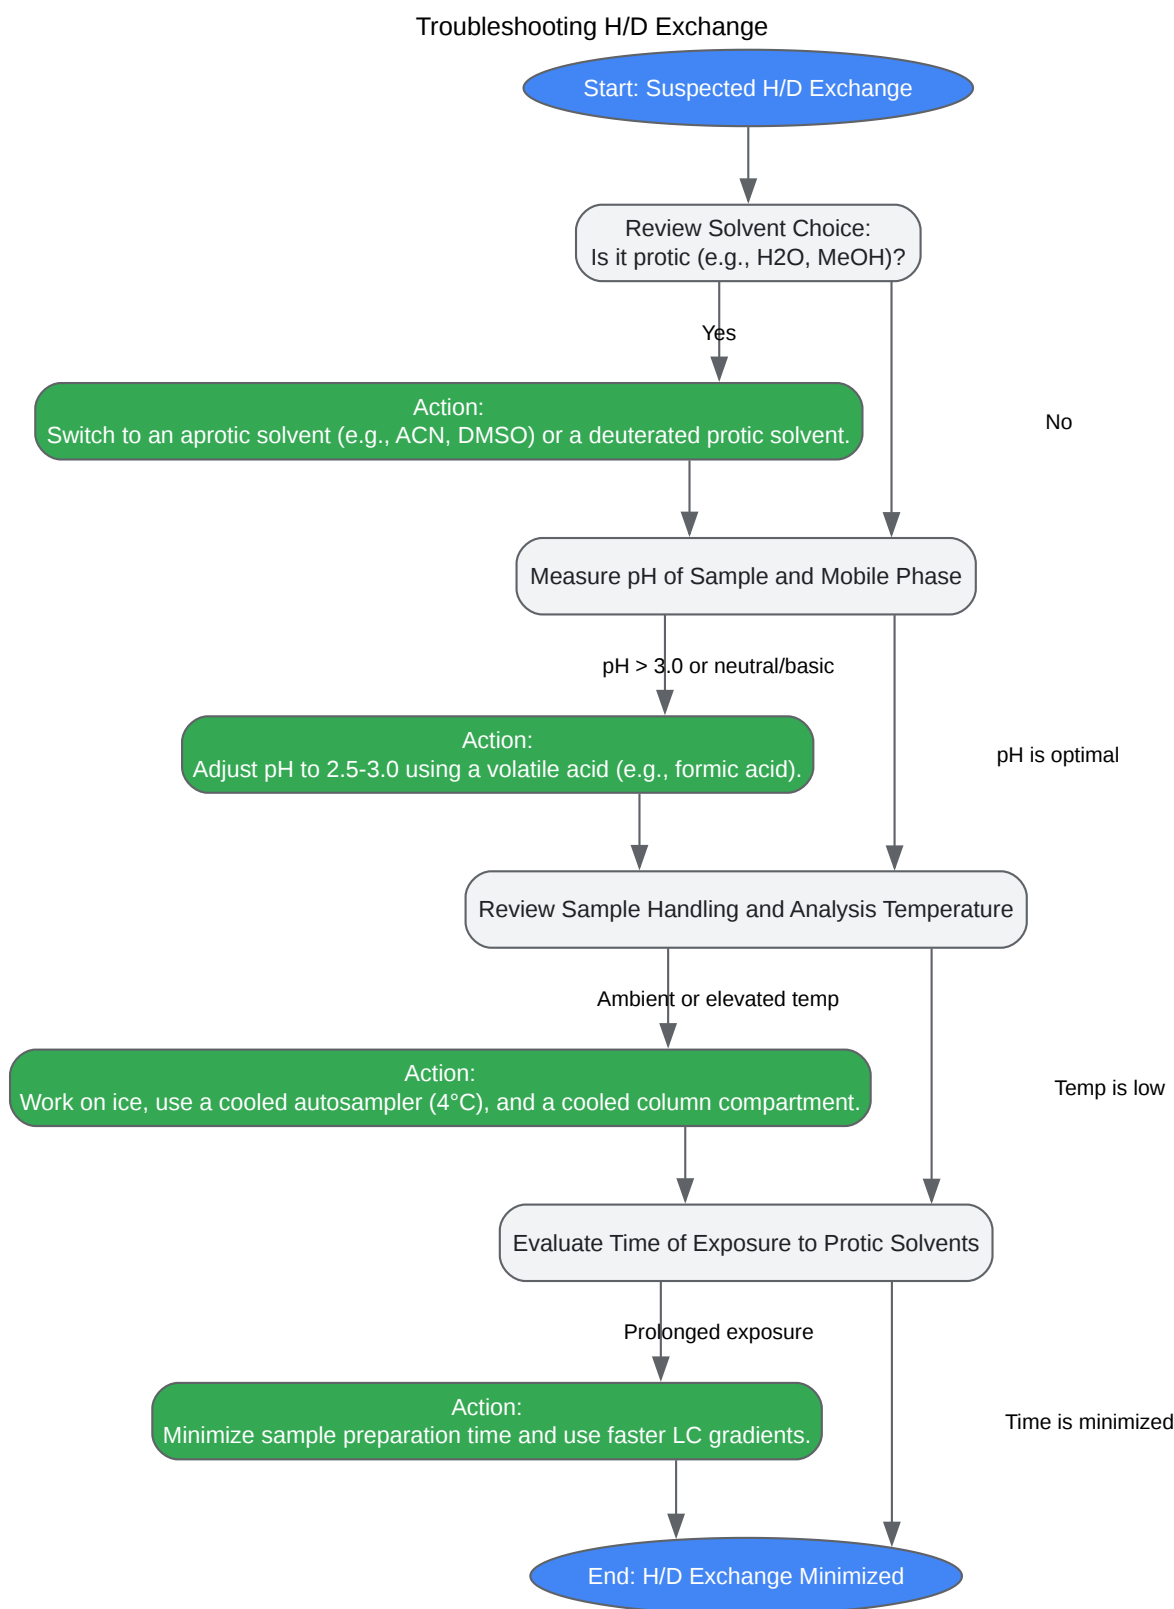 Troubleshooting H/D Exchange
Start: Suspected H/D Exchange
Review Solvent Choice:
Is it protic (e.g., H2O, MeOH)?
Yes
Action:
Switch to an aprotic solvent (e.g., ACN, DMSO) or a deuterated protic solvent.
No
Measure pH of Sample and Mobile Phase
pH > 3.0 or neutral/basic
Action:
Adjust pH to 2.5-3.0 using a volatile acid (e.g., formic acid).
pH is optimal
Review Sample Handling and Analysis Temperature
Ambient or elevated temp
Action:
Work on ice, use a cooled autosampler (4°C), and a cooled column compartment.
Temp is low
Evaluate Time of Exposure to Protic Solvents
Prolonged exposure
Action:
Minimize sample preparation time and use faster LC gradients.
Time is minimized
End: H/D Exchange Minimized